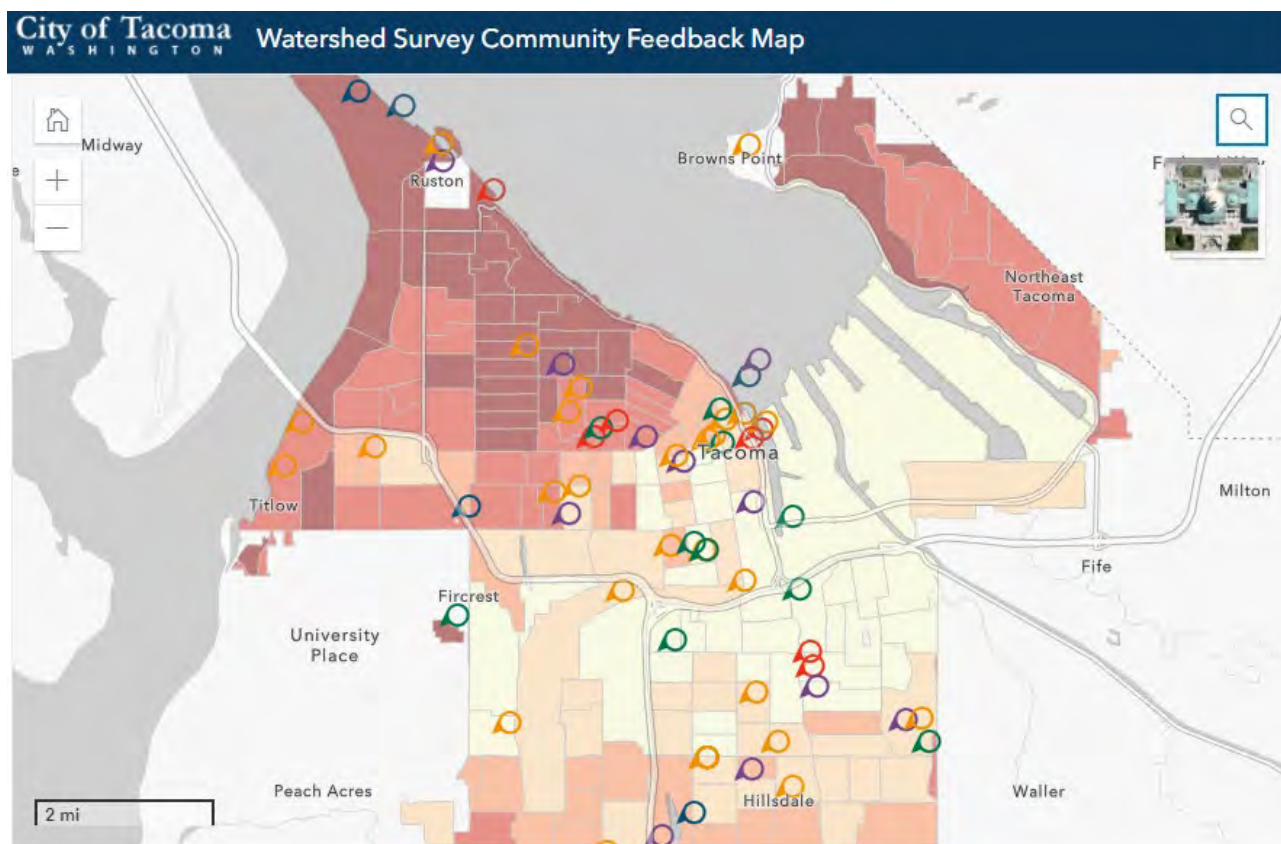 City of Tacoma
WASHINGTON
Watershed Survey Community Feedback Map
Midway
Browns Point
Ruston
Northeast
Tacoma
Tacoma
Titlow
Milton
Fife
Fircrest
University
Place
Peach Acres
Hillsdale
Waller
2 mi